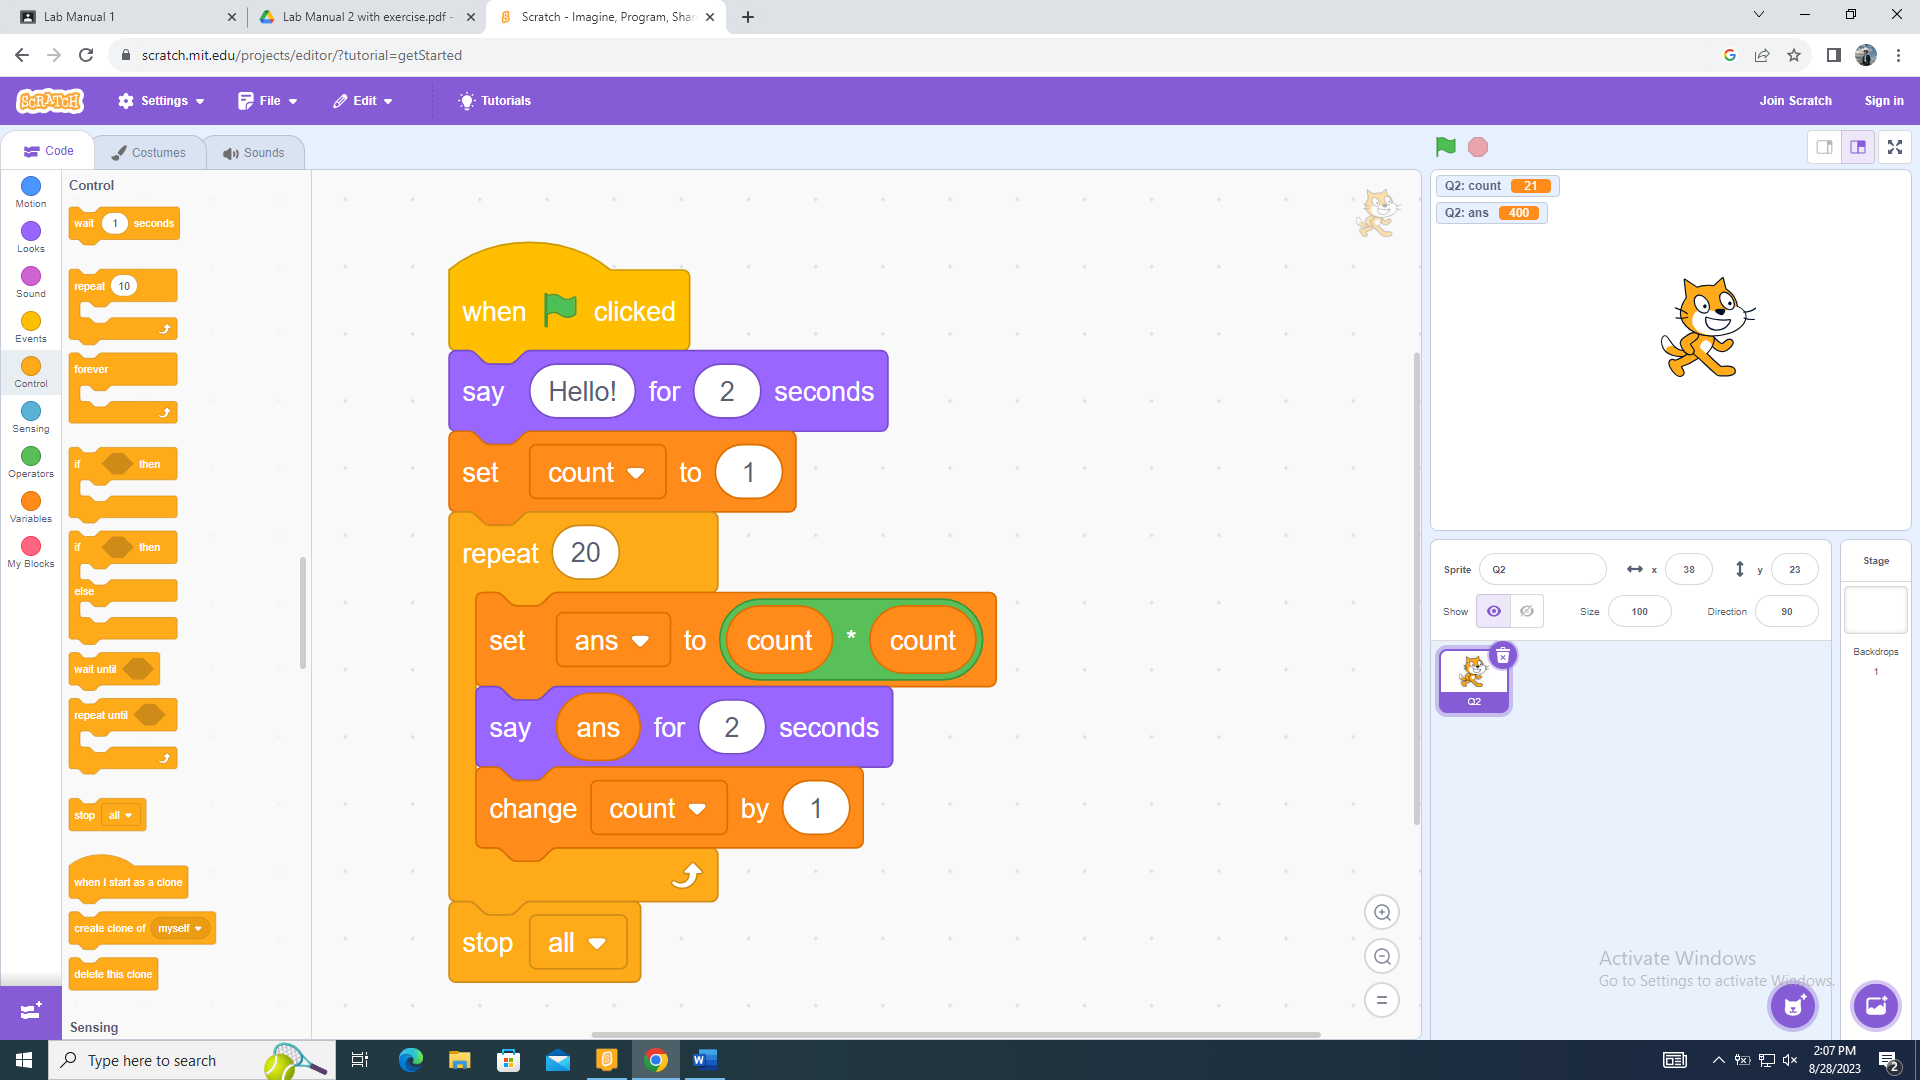 Lab Manual 1
Lab Manual 2 with exercise.pdf -
Scratch - Imagine, Program, Shar
scratch.mit.edu/projects/editor/?tutorial=getStarted
SCRATCH
Settings
File
Edit
Tutorials
Join Scratch
Sign in
Code
Costumes
Sounds
Motion
Looks
Sound
Events
Control
Sensing
Operators
Variables
My Blocks
Control
wait 1 seconds
repeat 10
forever
if then
if then
else
wait until
repeat until
stop all
when I start as a clone
create clone of myself
delete this clone
Sensing
when clicked
say Hello! for 2 seconds
set count to 1
repeat 20
set ans to count * count
say ans for 2 seconds
change count by 1
stop all
Q2: count 21
Q2: ans 400
Sprite Q2 x 38 y 23
Show Size 100 Direction 90
Q2
Stage
Backdrops
1
Activate Windows
Go to Settings to activate Windows.
Type here to search
2:07 PM
8/28/2023
2